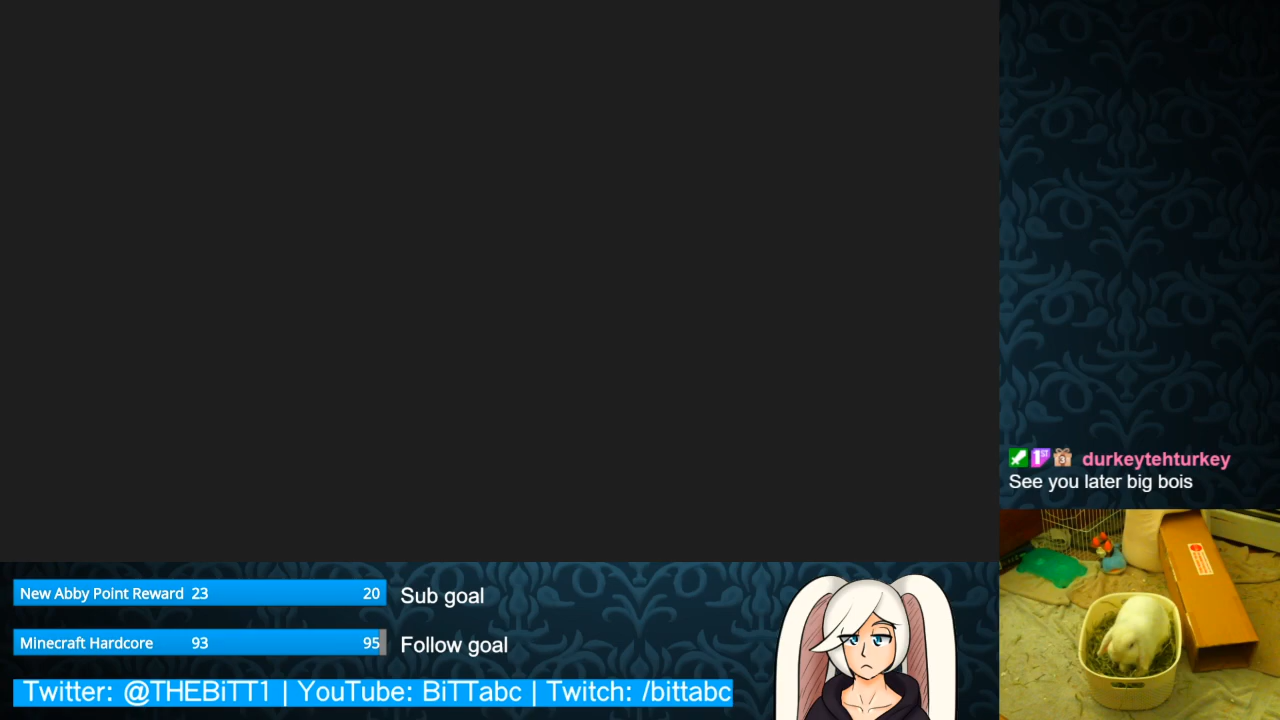 durkeytehturkey
See you later big bois
New Abby Point Reward 23 20 Sub goal
Minecraft Hardcore 93 95 Follow goal
Twitter: @THEBiTT1 | YouTube: BiTTabc | Twitch: /bittabc